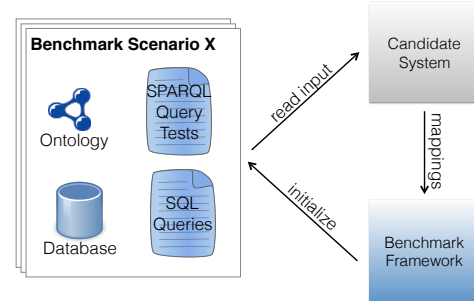 Benchmark Scenario X
Ontology
SPARQL
Query
Tests
Database
SQL
Queries
read input
initialize
Candidate
System
mappings
Benchmark
Framework